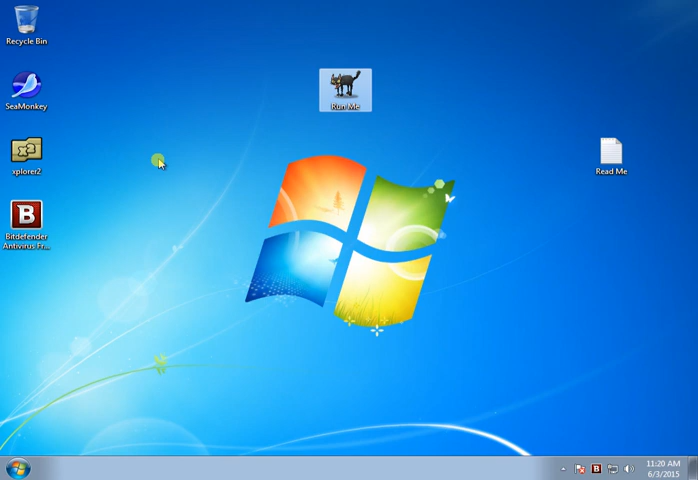 Recycle Bin
Run Me
SeaMonkey
Read Me
xplorer2
B
Bitdefender
Antivirus Fr...
B
11:20 AM
6/3/2015